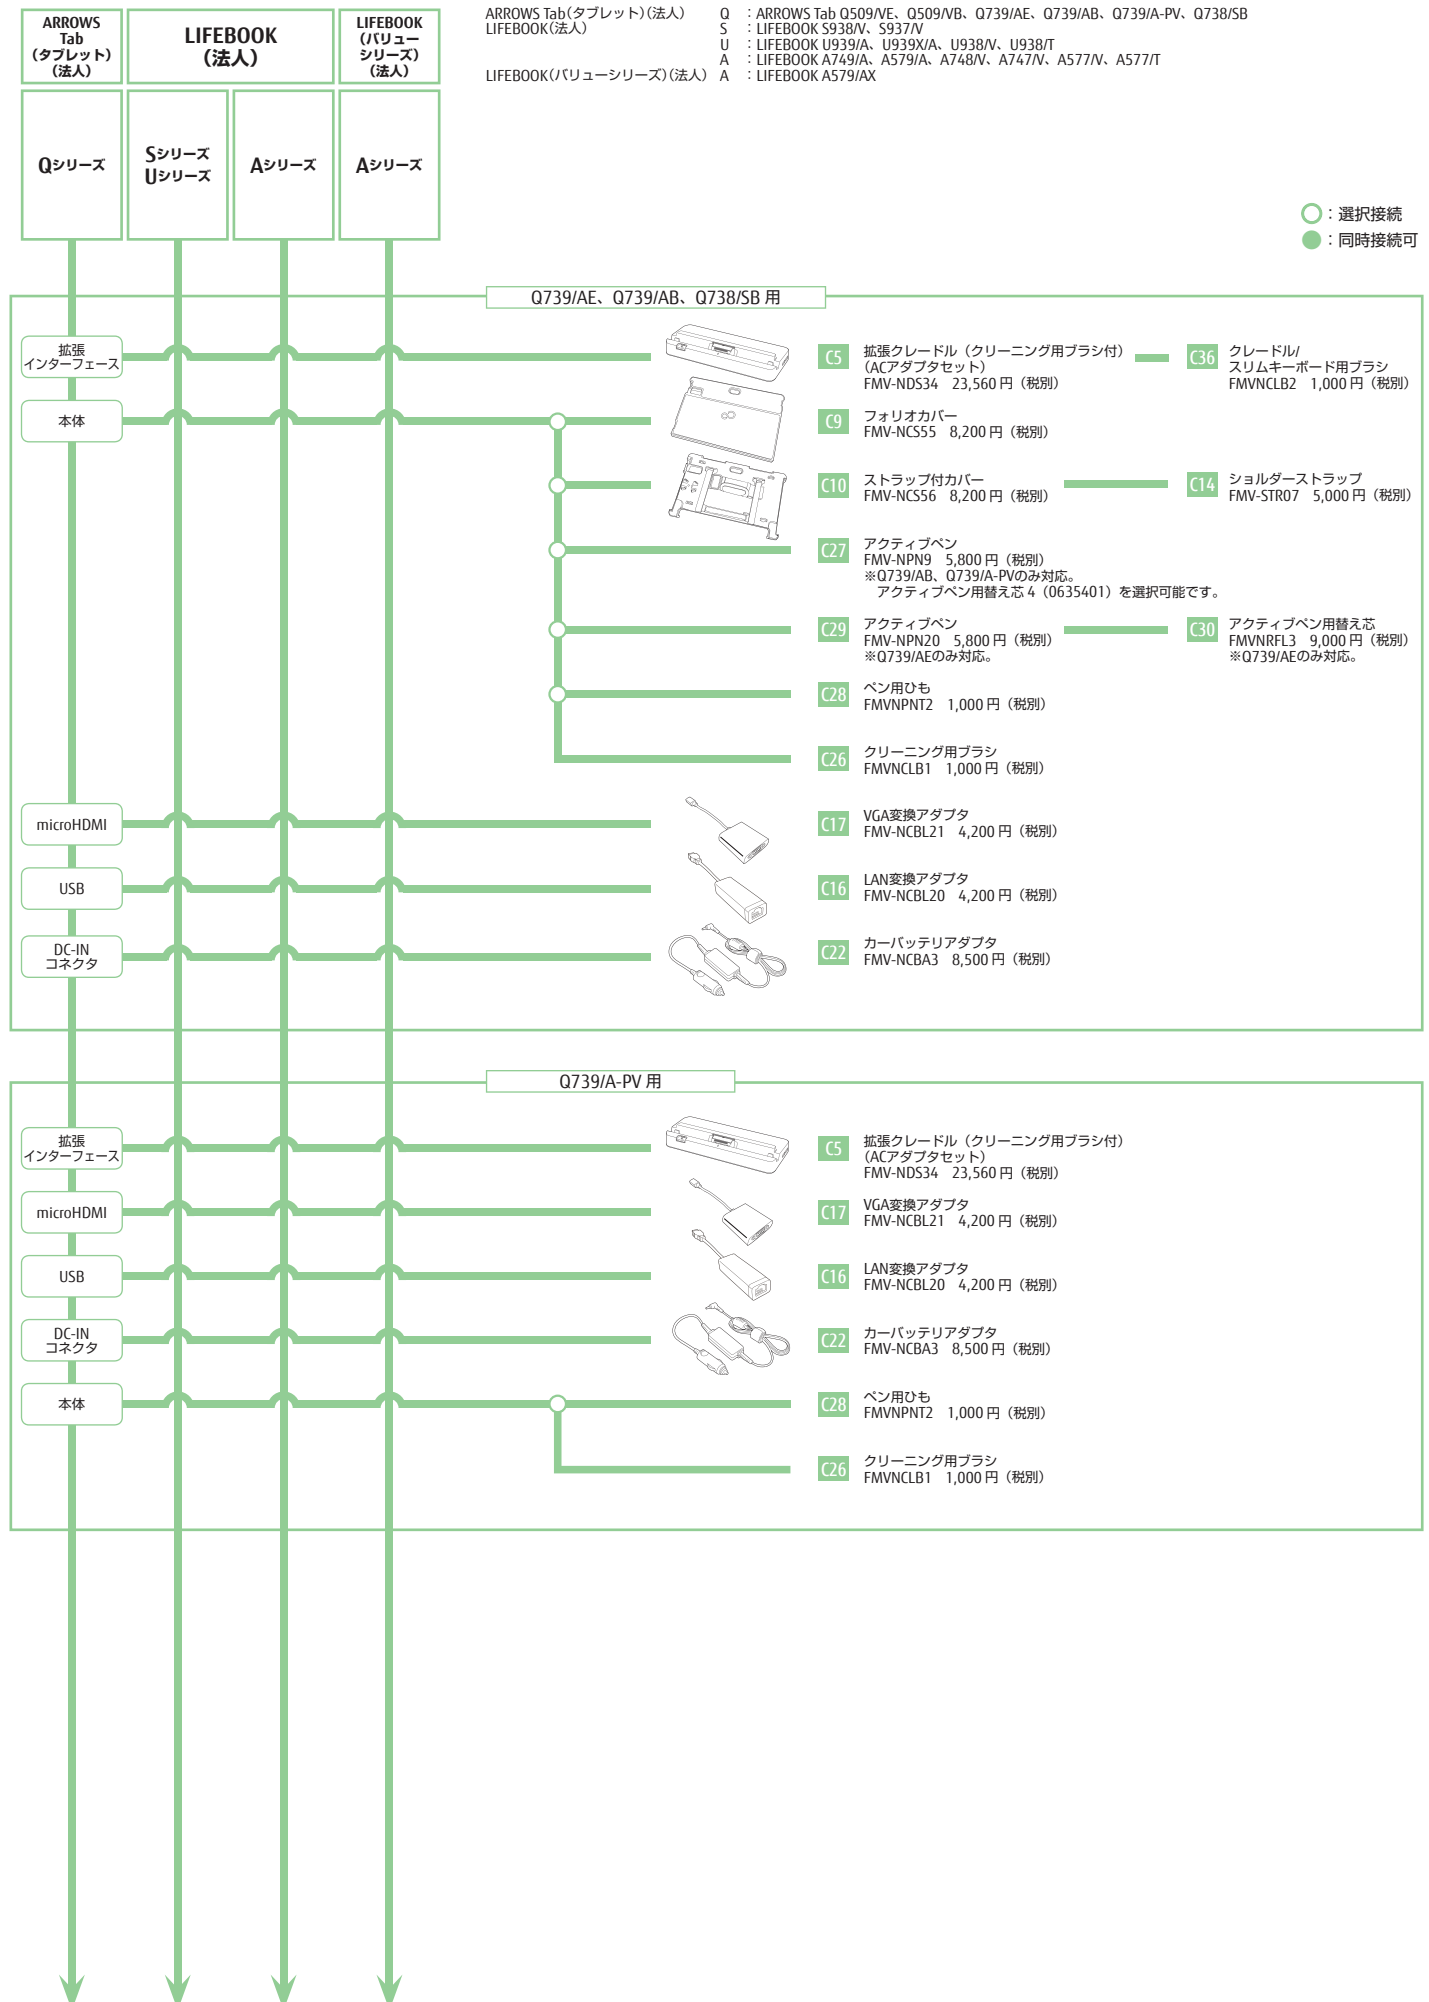 ARROWS
Tab
（タブレット）
（法人）
LIFEBOOK
（法人）
LIFEBOOK
（バリュー
シリーズ）
（法人）
ARROWS Tab（タブレット）（法人） Q ：ARROWS Tab Q509/VE、Q509/VB、Q739/AE、Q739/AB、Q739/A-PV、Q738/SB
LIFEBOOK（法人） S ：LIFEBOOK S938/V、S937/V
U ：LIFEBOOK U939/A、U939X/A、U938/V、U938/T
A ：LIFEBOOK A749/A、A579/A、A748/V、A747/V、A577/V、A577/T
LIFEBOOK（バリューシリーズ）（法人） A ：LIFEBOOK A579/AX
Qシリーズ
Sシリーズ
Uシリーズ
Aシリーズ
Aシリーズ
：選択接続
：同時接続可
Q739/AE、Q739/AB、Q738/SB 用
拡張
インターフェース
C5
拡張クレードル（クリーニング用ブラシ付）
（ACアダプタセット）
FMV-NDS34 23,560 円（税別）
C36
クレードル/
スリムキーボード用ブラシ
FMVNCLB2 1,000 円（税別）
本体
C9
フォリオカバー
FMV-NCS55 8,200 円（税別）
C10
ストラップ付カバー
FMV-NCS56 8,200 円（税別）
C14
ショルダーストラップ
FMV-STR07 5,000 円（税別）
C27
アクティブペン
FMV-NPN9 5,800 円（税別）
※Q739/AB、Q739/A-PVのみ対応。
アクティブペン用替え芯 4（0635401）を選択可能です。
C29
アクティブペン
FMV-NPN20 5,800 円（税別）
※Q739/AEのみ対応。
C30
アクティブペン用替え芯
FMVNRFL3 9,000 円（税別）
※Q739/AEのみ対応。
C28
ペン用ひも
FMVNPNT2 1,000 円（税別）
C26
クリーニング用ブラシ
FMVNCLB1 1,000 円（税別）
microHDMI
C17
VGA変換アダプタ
FMV-NCBL21 4,200 円（税別）
USB
C16
LAN変換アダプタ
FMV-NCBL20 4,200 円（税別）
DC-IN
コネクタ
C22
カーバッテリアダプタ
FMV-NCBA3 8,500 円（税別）
Q739/A-PV 用
拡張
インターフェース
C5
拡張クレードル（クリーニング用ブラシ付）
（ACアダプタセット）
FMV-NDS34 23,560 円（税別）
microHDMI
C17
VGA変換アダプタ
FMV-NCBL21 4,200 円（税別）
USB
C16
LAN変換アダプタ
FMV-NCBL20 4,200 円（税別）
DC-IN
コネクタ
C22
カーバッテリアダプタ
FMV-NCBA3 8,500 円（税別）
本体
C28
ペン用ひも
FMVNPNT2 1,000 円（税別）
C26
クリーニング用ブラシ
FMVNCLB1 1,000 円（税別）